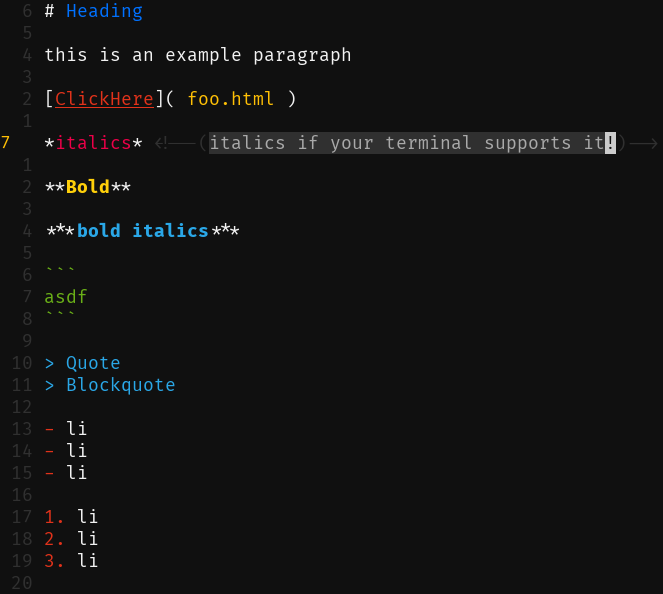 6 # Heading
5
4 this is an example paragraph
3
2 [ClickHere]( foo.html )
1
7 *italics* <!--(italics if your terminal supports it!)-->
1
2 **Bold**
3
4 ***bold italics***
5
6 ```
7 asdf
8 ```
9
10 > Quote
11 > Blockquote
12
13 - li
14 - li
15 - li
16
17 1. li
18 2. li
19 3. li
20